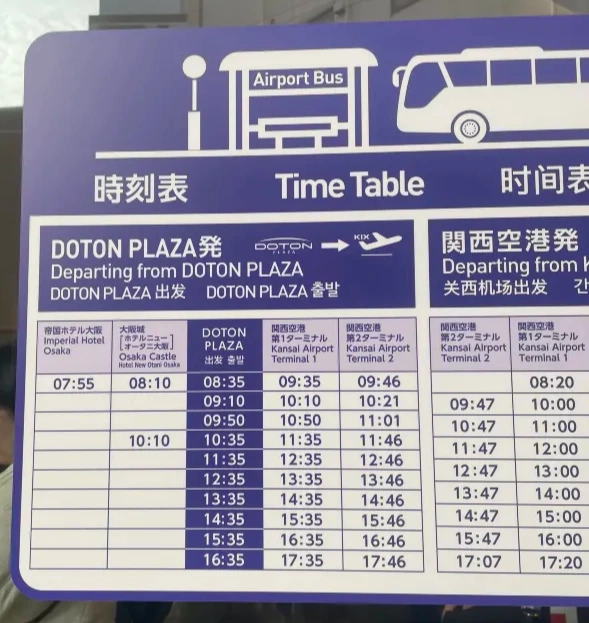 Airport Bus
時刻表 Time Table 时间表
DOTON PLAZA発 DOTON PLAZA KIX
Departing from DOTON PLAZA
DOTON PLAZA 出发 DOTON PLAZA 출발
関西空港発
Departing from
关西机场出发
帝国ホテル大阪
Imperial Hotel
Osaka
大阪城
[ホテルニュー
オータニ大阪]
Osaka Castle
Hotel New Otani Osaka
DOTON
PLAZA
出发 출발
関西空港
第1ターミナル
Kansai Airport
Terminal 1
関西空港
第2ターミナル
Kansai Airport
Terminal 2
関西空港
第2ターミナル
Kansai Airport
Terminal 2
関西空港
第1ターミナル
Kansai Airport
Terminal 1
07:55 08:10 08:35 09:35 09:46 08:20
09:10 10:10 10:21 09:47 10:00
09:50 10:50 11:01 10:47 11:00
10:10 10:35 11:35 11:46 11:47 12:00
11:35 12:35 12:46 12:47 13:00
12:35 13:35 13:46 13:47 14:00
13:35 14:35 14:46 14:47 15:00
14:35 15:35 15:46 15:47 16:00
15:35 16:35 16:46 17:07 17:20
16:35 17:35 17:46